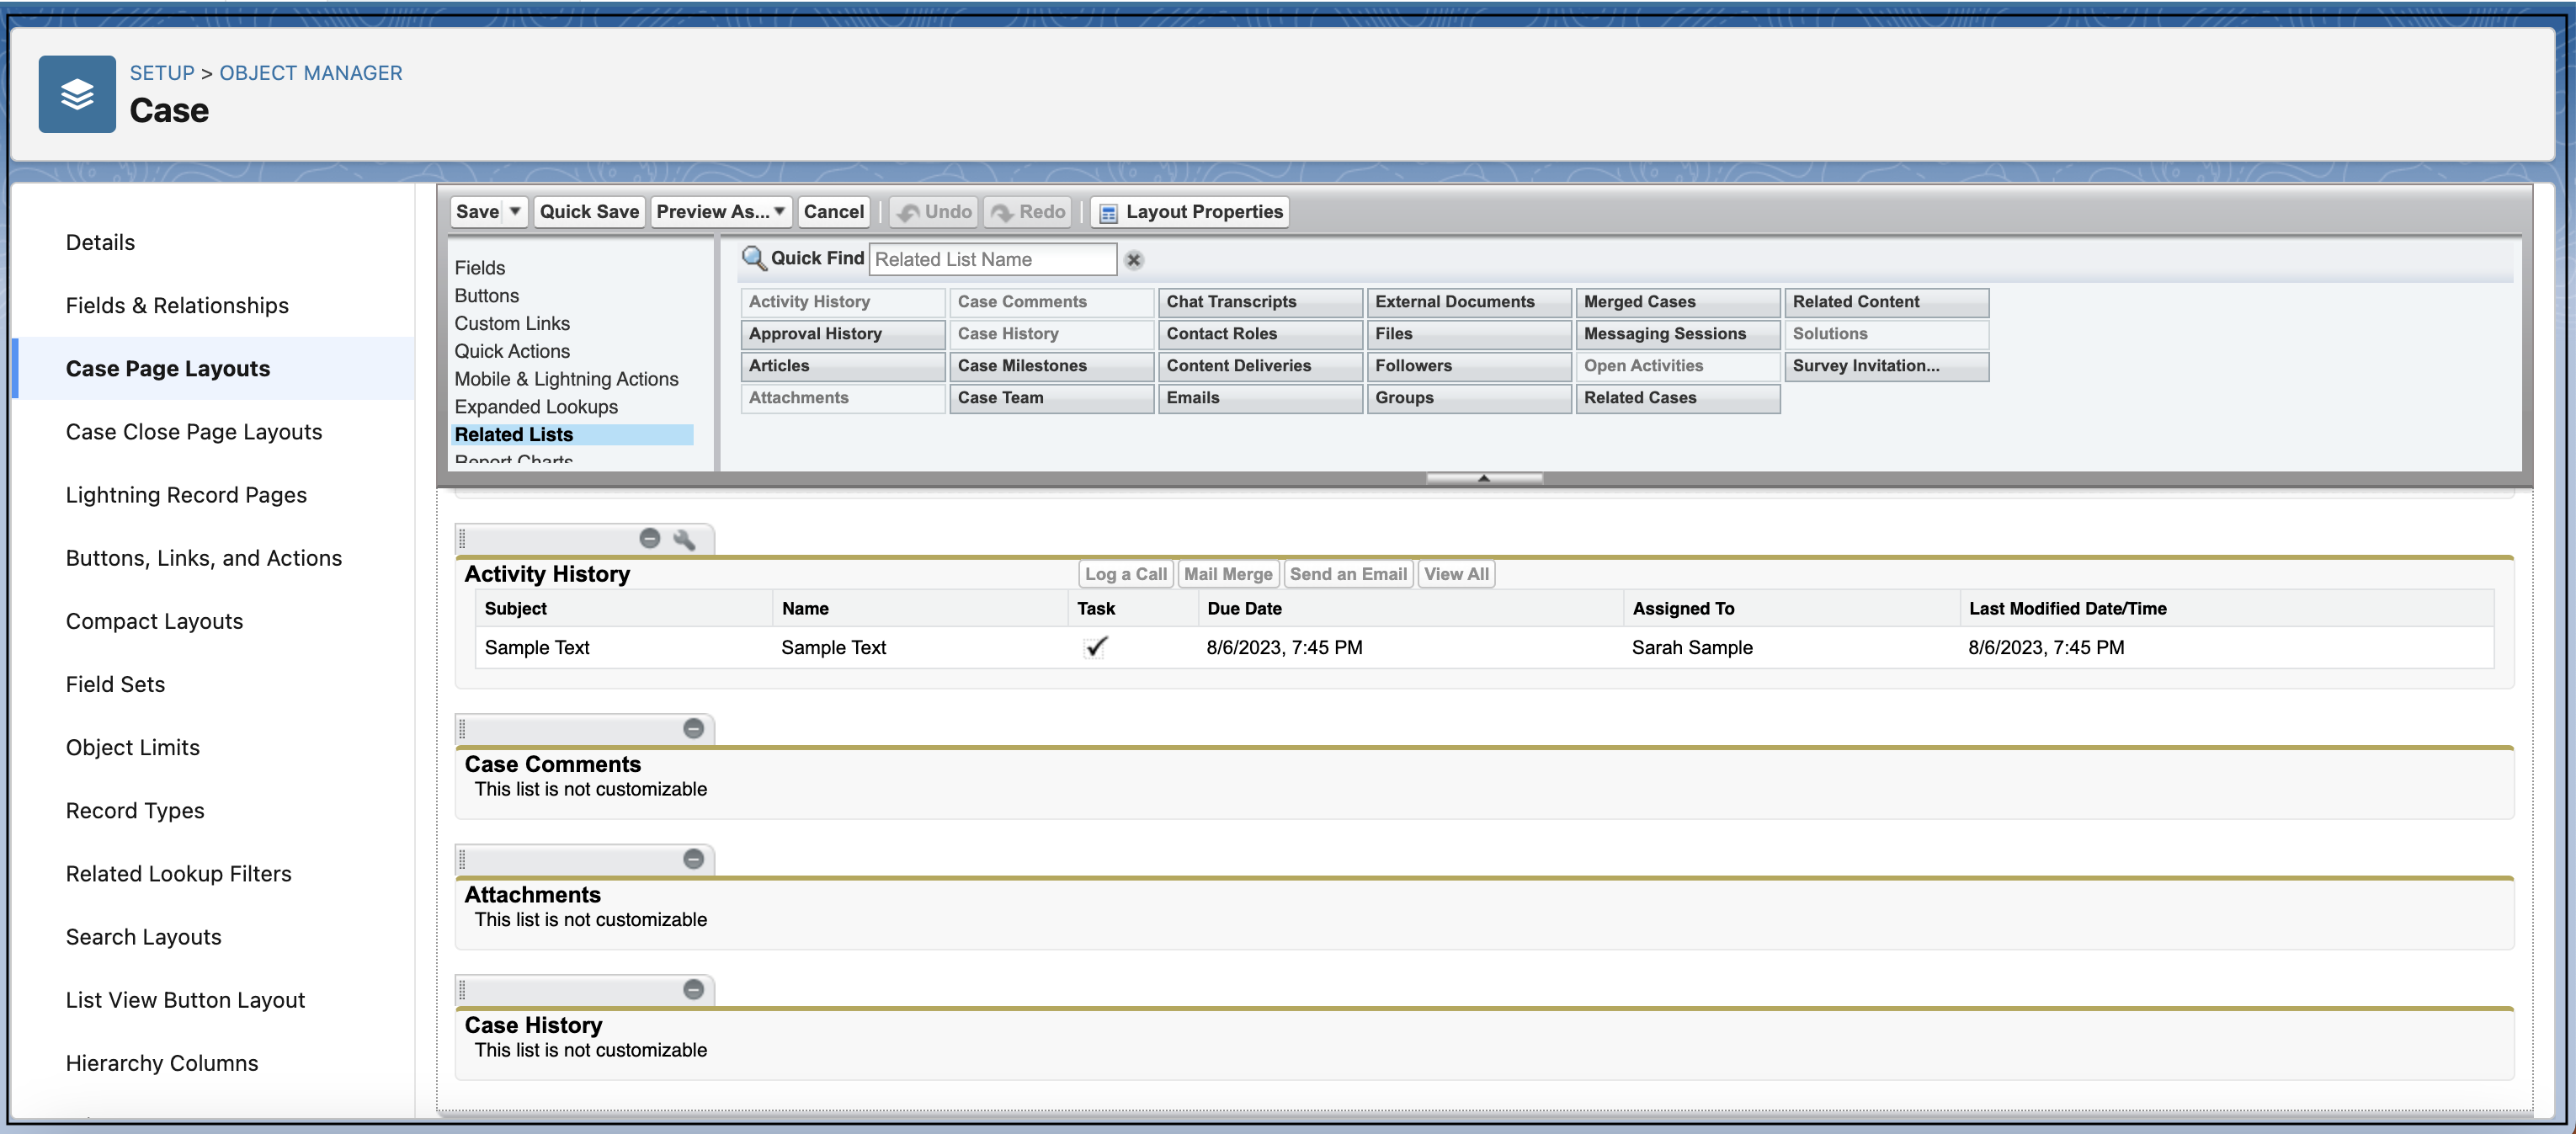 SETUP > OBJECT MANAGER
Case
Details
Fields & Relationships
Case Page Layouts
Case Close Page Layouts
Lightning Record Pages
Buttons, Links, and Actions
Compact Layouts
Field Sets
Object Limits
Record Types
Related Lookup Filters
Search Layouts
List View Button Layout
Hierarchy Columns
Save Quick Save Preview As... Cancel Undo Redo Layout Properties
Fields
Buttons
Custom Links
Quick Actions
Mobile & Lightning Actions
Expanded Lookups
Related Lists
Report Charts
Quick Find Related List Name
Activity History Case Comments Chat Transcripts External Documents Merged Cases Related Content
Approval History Case History Contact Roles Files Messaging Sessions Solutions
Articles Case Milestones Content Deliveries Followers Open Activities Survey Invitation...
Attachments Case Team Emails Groups Related Cases
Activity History Log a Call Mail Merge Send an Email View All
Subject Name Task Due Date Assigned To Last Modified Date/Time
Sample Text Sample Text 8/6/2023, 7:45 PM Sarah Sample 8/6/2023, 7:45 PM
Case Comments
This list is not customizable
Attachments
This list is not customizable
Case History
This list is not customizable